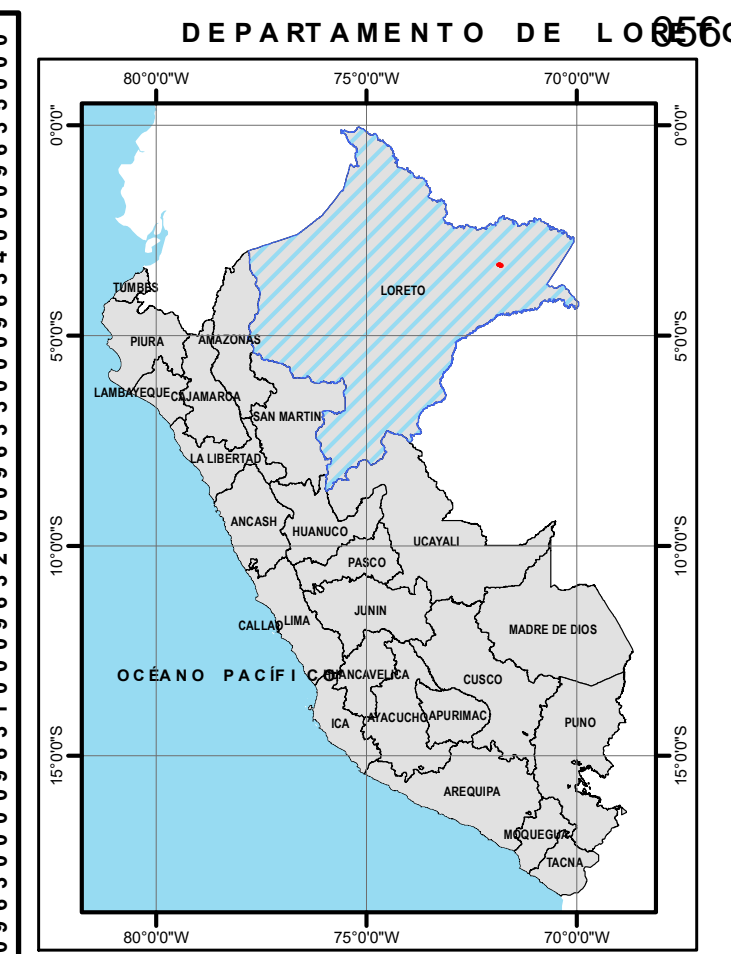 DEPARTAMENTO DE LORETO
056
80°0'0"W 75°0'0"W 70°0'0"W
0°0'0" 0°0'0"
LORETO
TUMBES
5°0'0"S 5°0'0"S
PIURA AMAZONAS
LAMBAYEQUE CAJAMARCA
SAN MARTIN
LA LIBERTAD
ANCASH
HUANUCO
UCAYALI
10°0'0"S 10°0'0"S
PASCO
JUNIN
CALLAO LIMA
MADRE DE DIOS
OCÉANO PACÍFICO HUANCAVELICA
CUSCO
ICA AYACUCHO APURIMAC PUNO
15°0'0"S 15°0'0"S
AREQUIPA
MOQUEGUA
TACNA
80°0'0"W 75°0'0"W 70°0'0"W